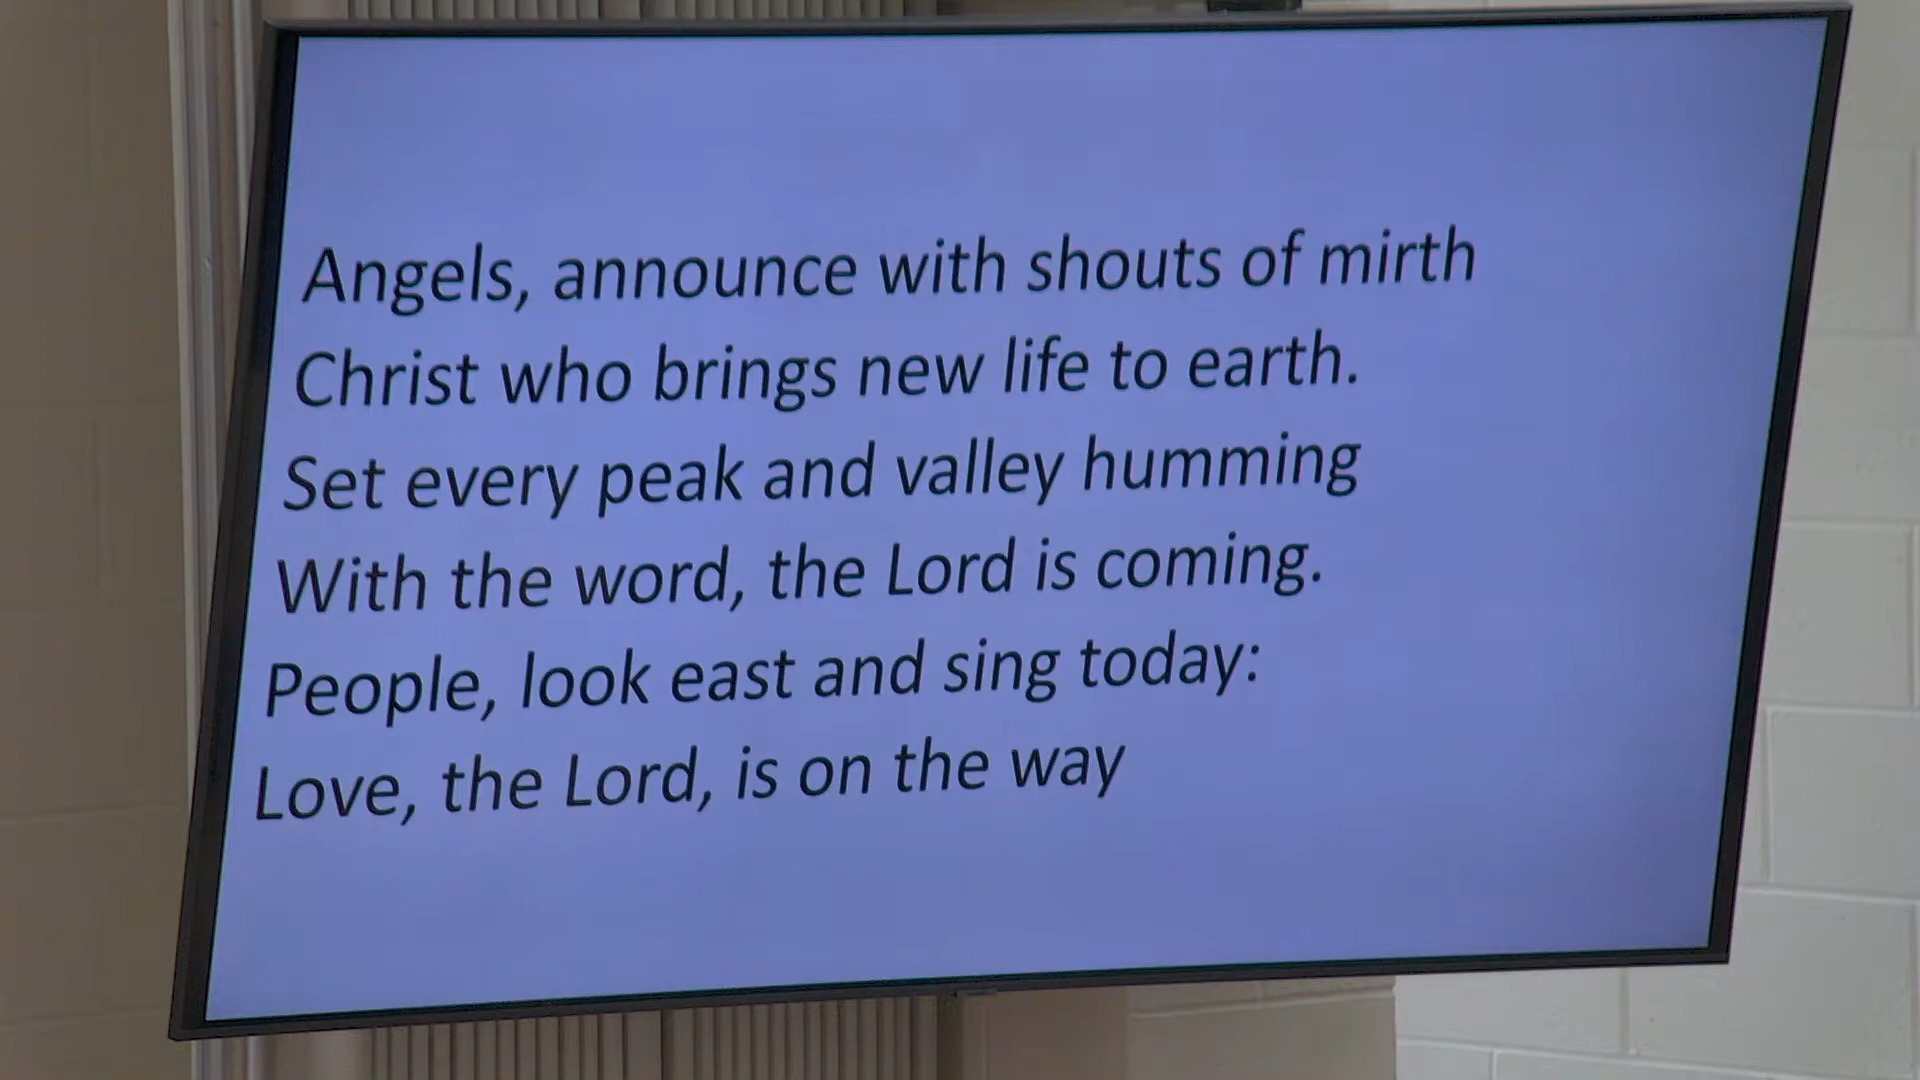 Angels, announce with shouts of mirth
Christ who brings new life to earth.
Set every peak and valley humming
With the word, the Lord is coming.
People, look east and sing today:
Love, the Lord, is on the way